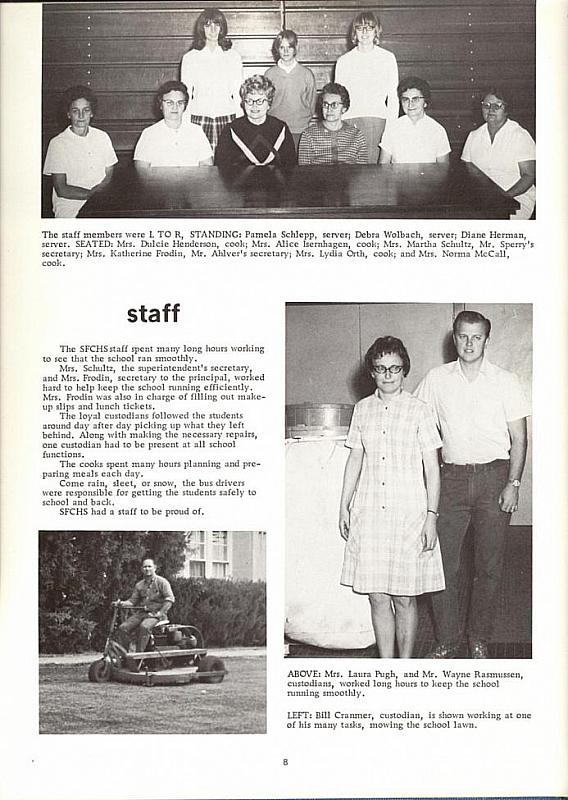 The staff members were L TO R, STANDING: Pamela Schlepp, server; Debra Wolbach, server; Diane Herman,
server. SEATED: Mrs. Dulcie Henderson, cook; Mrs. Alice Isernhagen, cook; Mrs. Martha Schultz, Mr. Sperry's
secretary; Mrs. Katherine Frodin, Mr. Ahlver's secretary; Mrs. Lydia Orth, cook; and Mrs. Norma McCall,
cook.
staff
The SFCHS staff spent many long hours working
to see that the school ran smoothly.
Mrs. Schultz, the superintendent's secretary,
and Mrs. Frodin, secretary to the principal, worked
hard to help keep the school running efficiently.
Mrs. Frodin was also in charge of filling out make-
up slips and lunch tickets.
The loyal custodians followed the students
around day after day picking up what they left
behind. Along with making the necessary repairs,
one custodian had to be present at all school
functions.
The cooks spent many hours planning and pre-
paring meals each day.
Come rain, sleet, or snow, the bus drivers
were responsible for getting the students safely to
school and back.
SFCHS had a staff to be proud of.
ABOVE: Mrs. Laura Pugh, and Mr. Wayne Rasmussen,
custodians, worked long hours to keep the school
running smoothly.
LEFT: Bill Cranmer, custodian, is shown working at one
of his many tasks, mowing the school lawn.
8